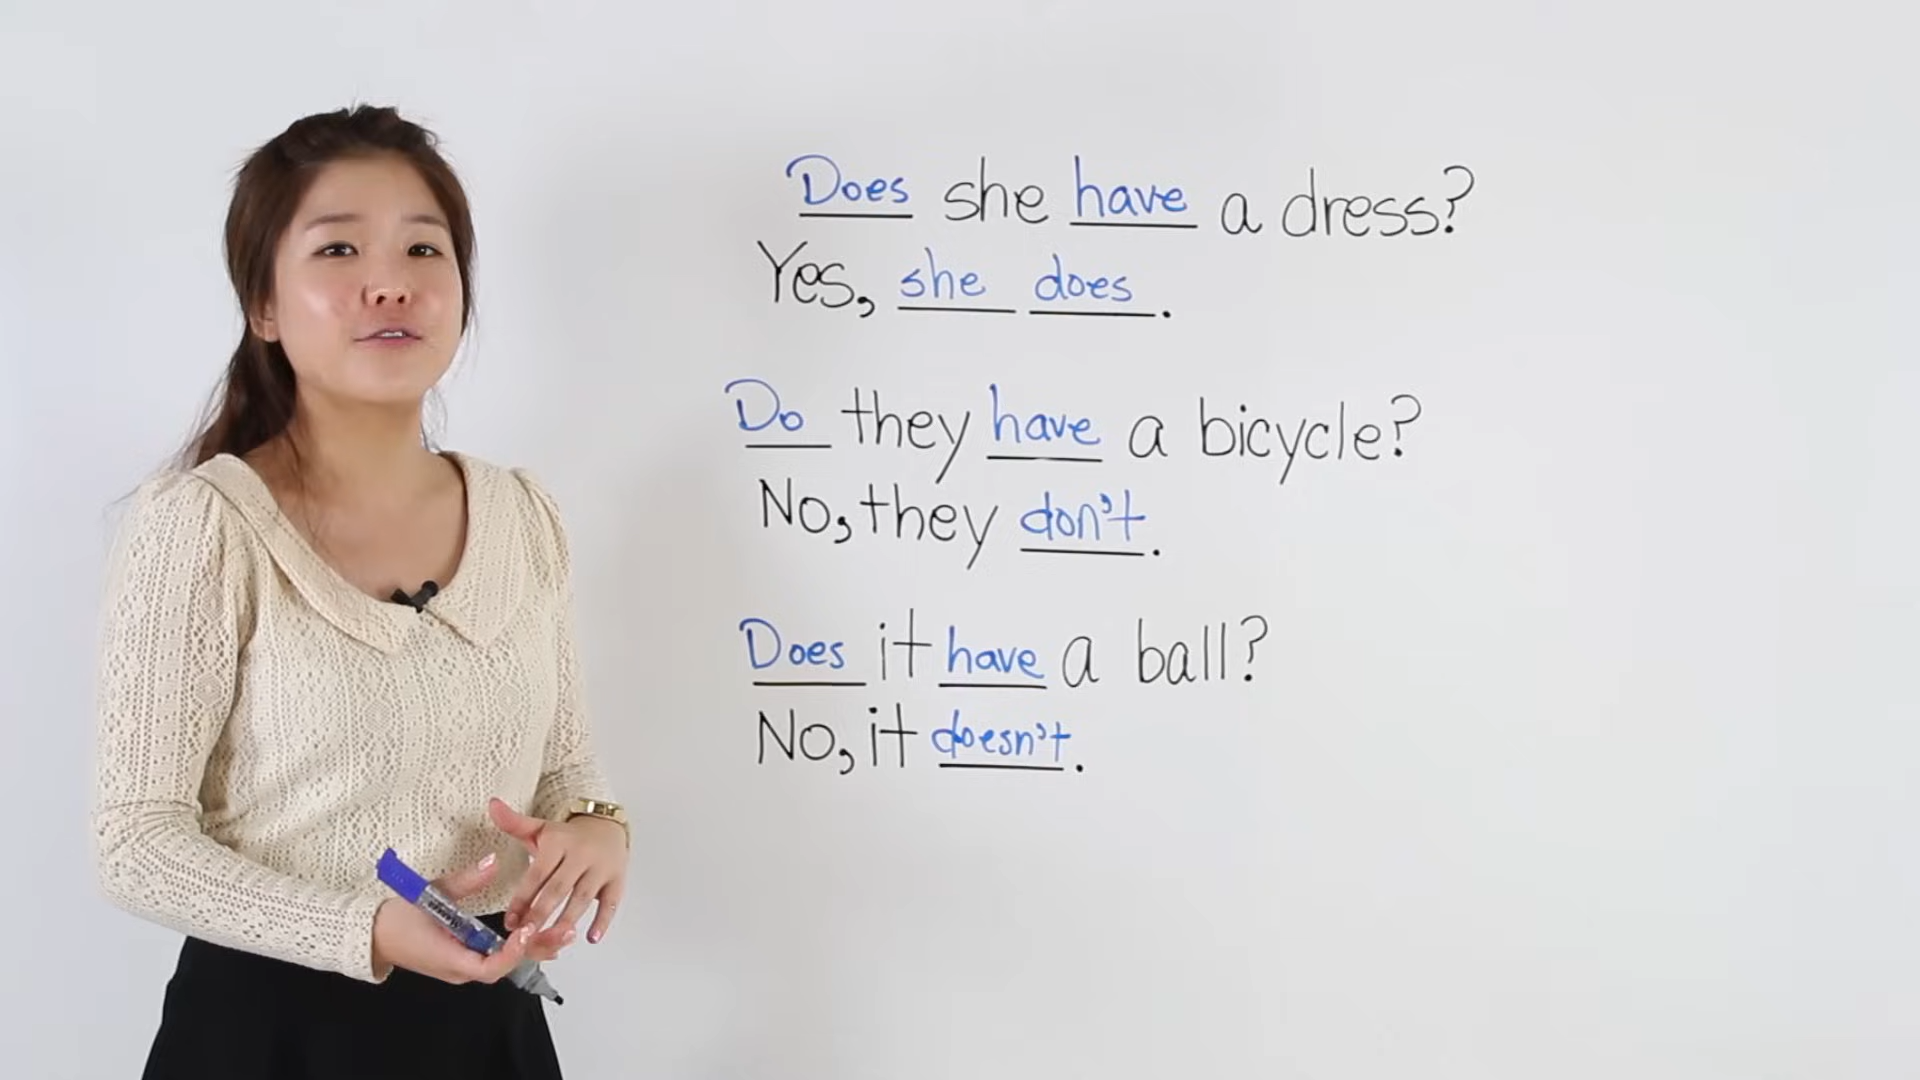 Does she have a dress?
Yes, she does.
Do they have a bicycle?
No, they don't.
Does it have a ball?
No, it doesn't.